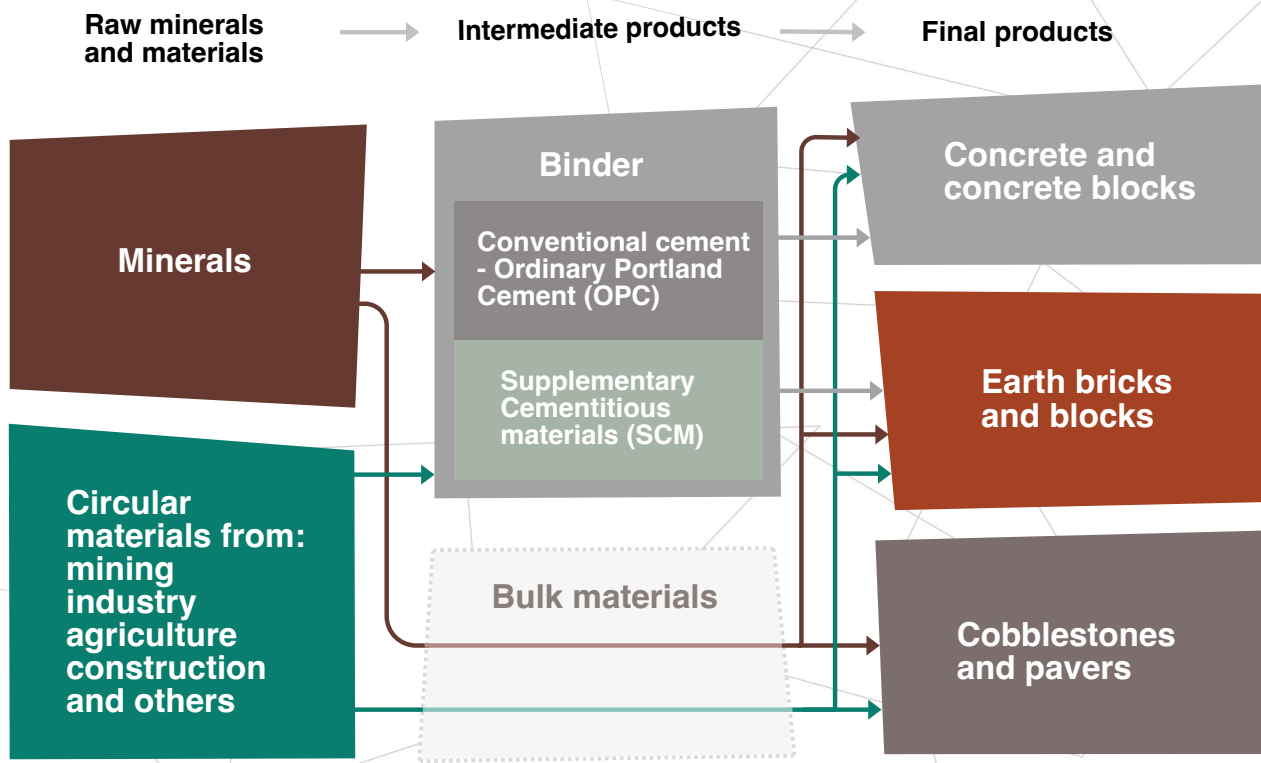 Raw minerals
and materials
Intermediate products
Final products
Minerals
Circular
materials from:
mining
industry
agriculture
construction
and others
Binder
Conventional cement
- Ordinary Portland
Cement (OPC)
Supplementary
Cementitious
materials (SCM)
Bulk materials
Concrete and
concrete blocks
Earth bricks
and blocks
Cobblestones
and pavers